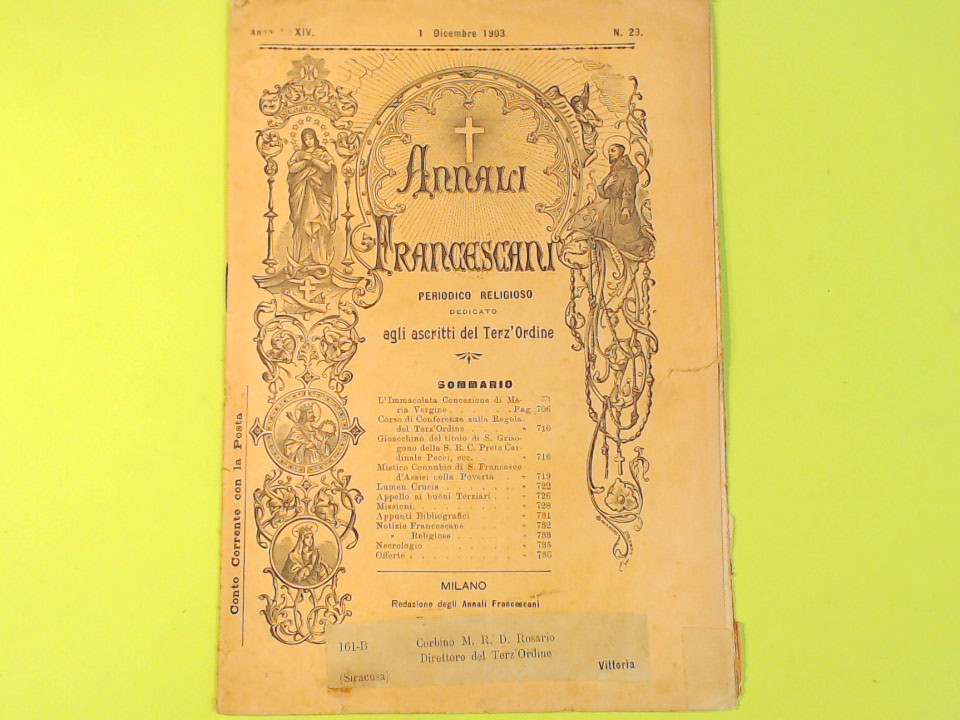 Anno XIV.
1 Dicembre 1903
N. 23.
ANNALI
FRANCESCANI
PERIODICO RELIGIOSO
DEDICATO
agli ascritti del Terz'Ordine
SOMMARIO
L'Immacolata Concezione di Ma-
ria Vergine . . . . . . Pag 706
Corso di Conferenze sulla Regola
del Terz'Ordine . . . . " 710
Gioacchino del titolo di S. Griso-
gono della S. R. C. Prete Car-
dinale Pecci, ecc. . . . " 716
Mistico Connubio di S. Francesco
d'Assisi colla Povertà . . " 719
Lumen Crucis . . . . . . " 722
Appello ai buoni Terziari . . " 726
Missioni . . . . . . . . " 728
Appunti Bibliografici . . . " 731
Notizie Francescane . . . " 732
" Religiose . . . . " 733
Necrologio . . . . . . " 735
Offerte . . . . . . . . " 736
MILANO
Redazione degli Annali Francescani
Conto Corrente con la Posta
161-B
Corbino M. R. D. Rosario
Direttore del Terz'Ordine
(Siracusa)
Vittoria